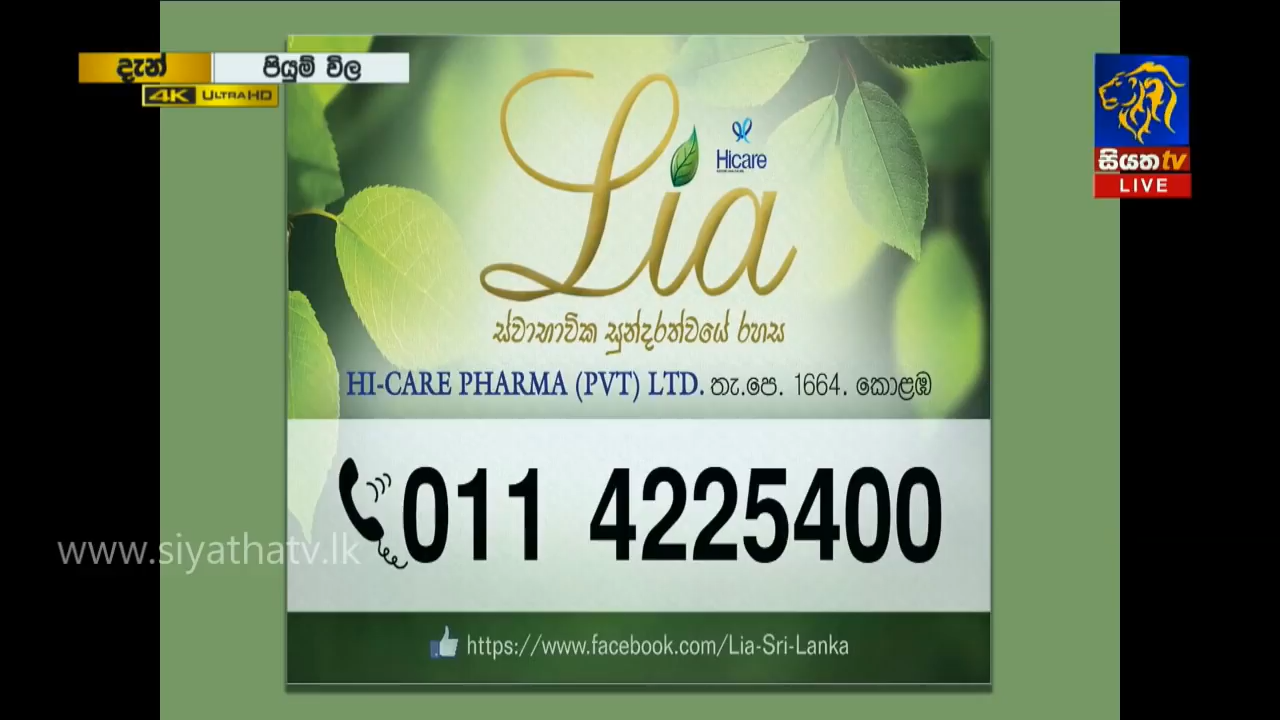 දැන් පියුම් විල
4K ULTRA HD
සියත tv
LIVE
Lia
Hicare
ස්වාභාවික සුන්දරත්වයේ රහස
HI-CARE PHARMA (PVT) LTD. තැ.පෙ. 1664. කොළඹ
011 4225400
www.siyathatv.lk
https://www.facebook.com/Lia-Sri-Lanka